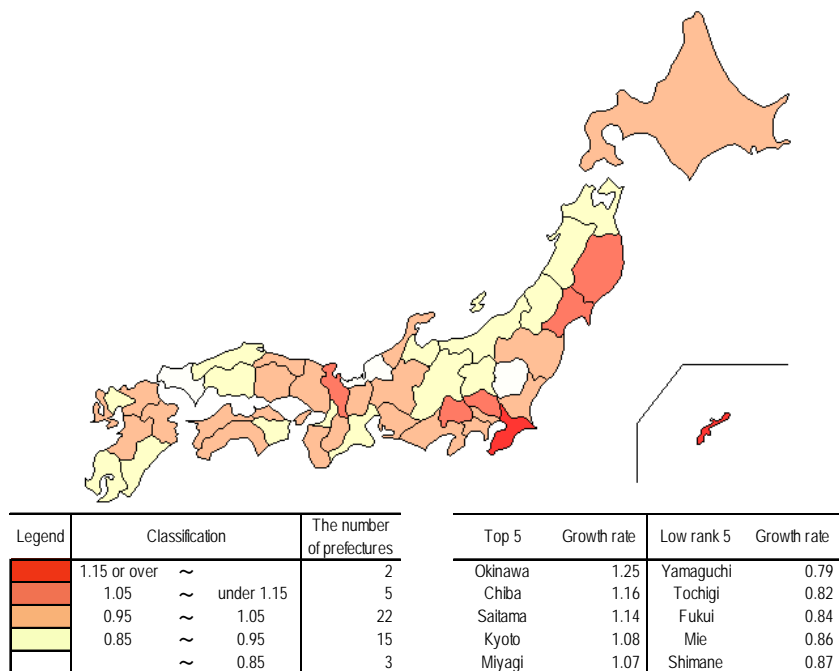 Legend Classification The number of prefectures
1.15 or over ~ 2
1.05 ~ under 1.15 5
0.95 ~ 1.05 22
0.85 ~ 0.95 15
~ 0.85 3
Top 5 Growth rate Low rank 5 Growth rate
Okinawa 1.25 Yamaguchi 0.79
Chiba 1.16 Tochigi 0.82
Saitama 1.14 Fukui 0.84
Kyoto 1.08 Mie 0.86
Miyagi 1.07 Shimane 0.87